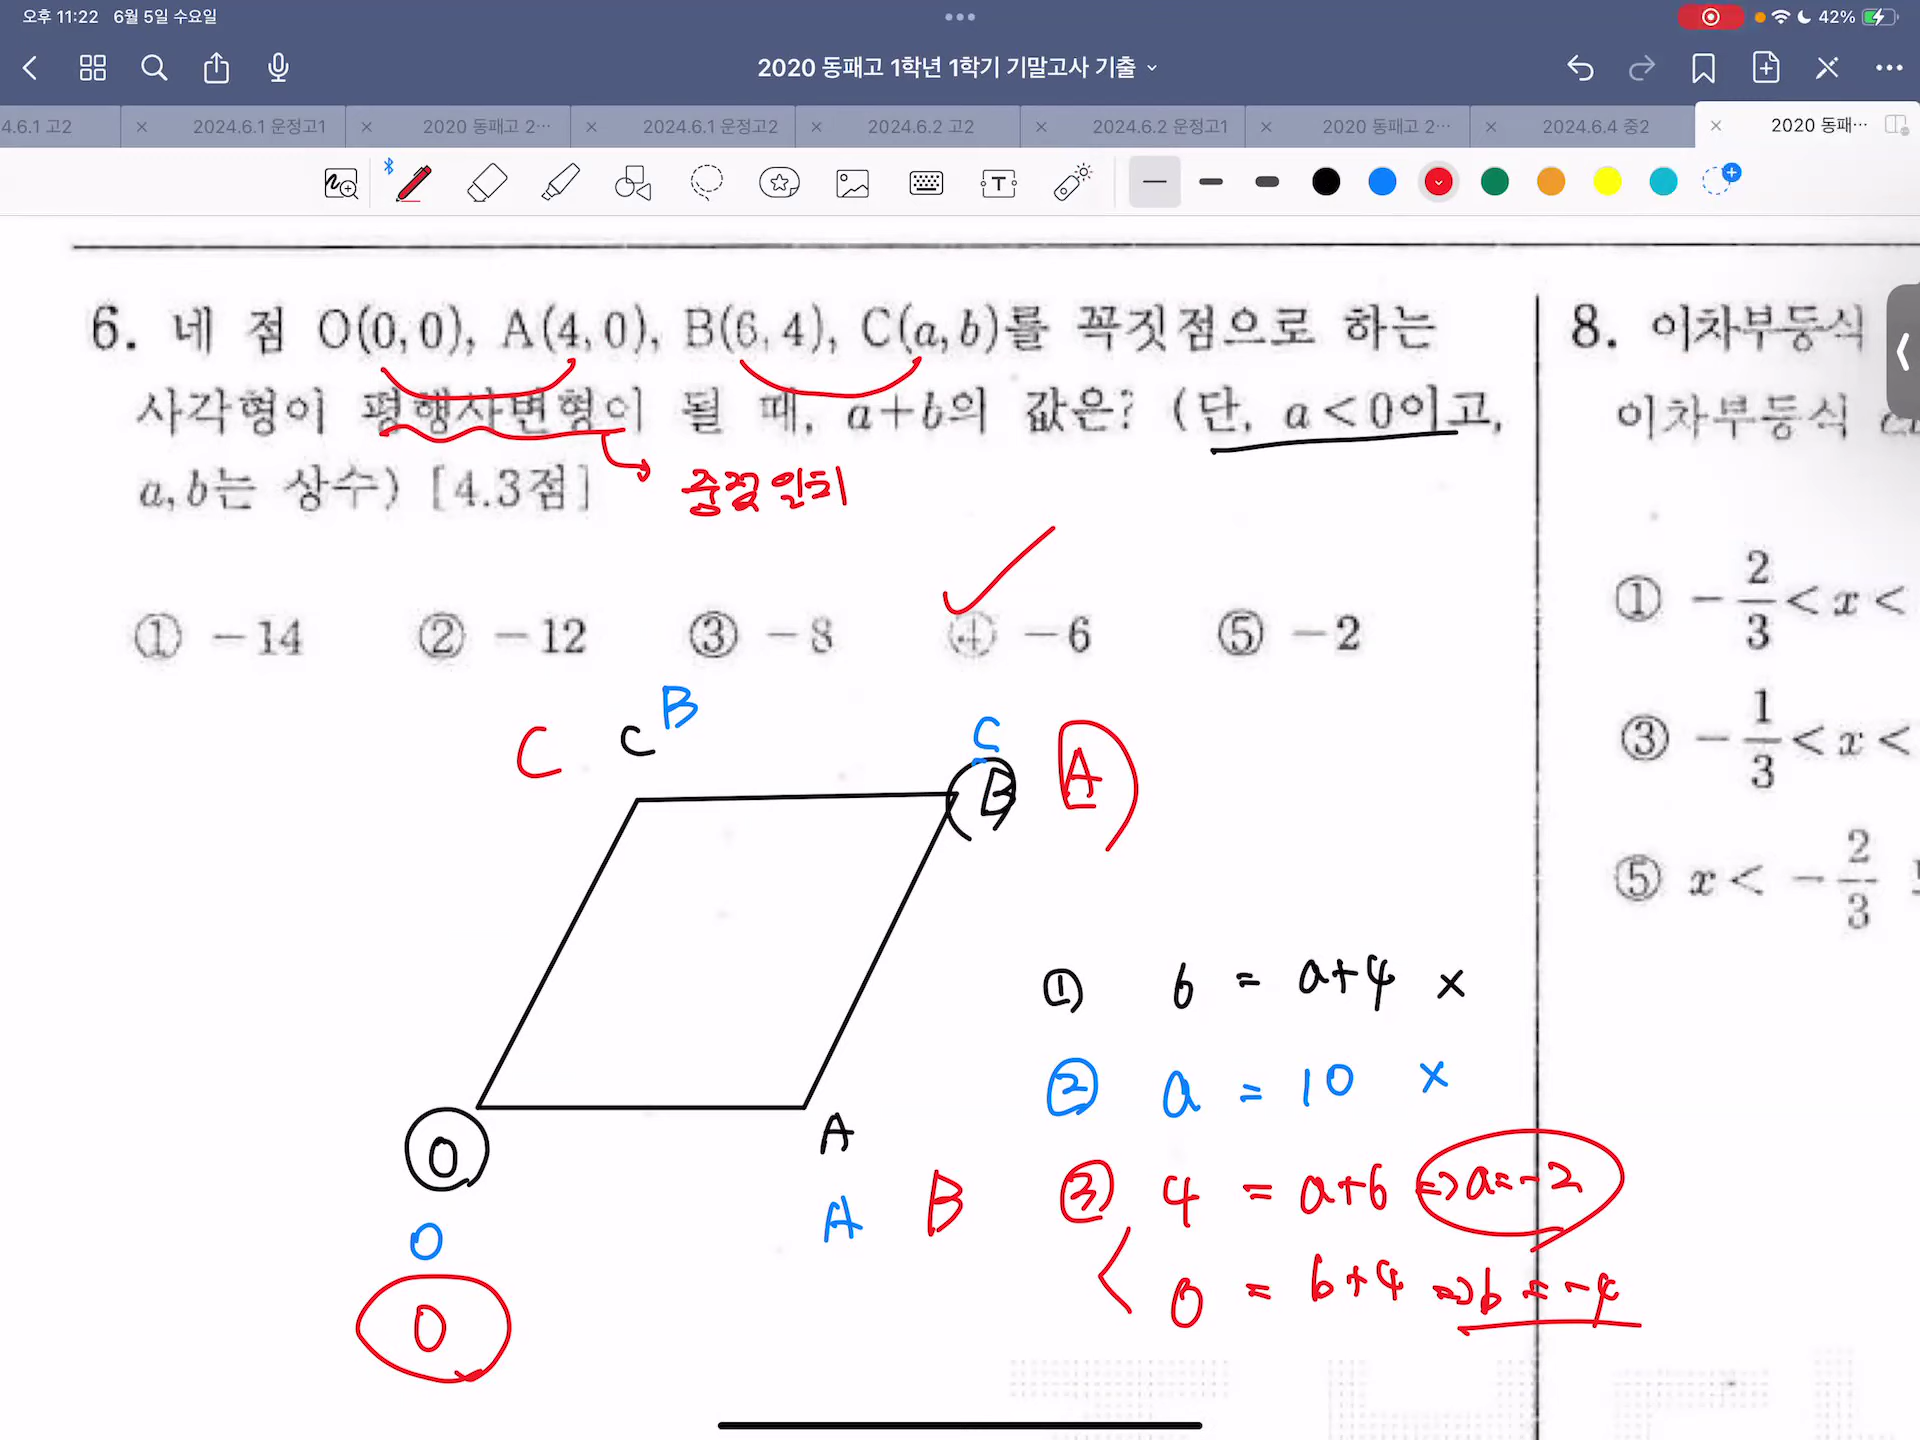 오후 11:22 6월 5일 수요일
42%
2020 동패고 1학년 1학기 기말고사 기출
4.6.1 고2
2024.6.1 운정고1
2020 동패고 2…
2024.6.1 운정고2
2024.6.2 고2
2024.6.2 운정고1
2020 동패고 2…
2024.6.4 중2
2020 동패…
6. 네 점 O(0, 0), A(4, 0), B(6, 4), C(a, b)를 꼭짓점으로 하는
사각형이 평행사변형이 될 때, a+b의 값은? (단, a<0이고,
a, b는 상수) [4.3점]
중점 일치
① -14 ② -12 ③ -8 ④ -6 ⑤ -2
C C B C B A
O A
O A B
O
① 6 = a+4 ×
② a = 10 ×
③ 4 = a+6 ⇒ a=-2
0 = b+4 ⇒ b = -4
8. 이차부등식
이차부등식
① -2/3 < x <
③ -1/3 < x <
⑤ x < -2/3